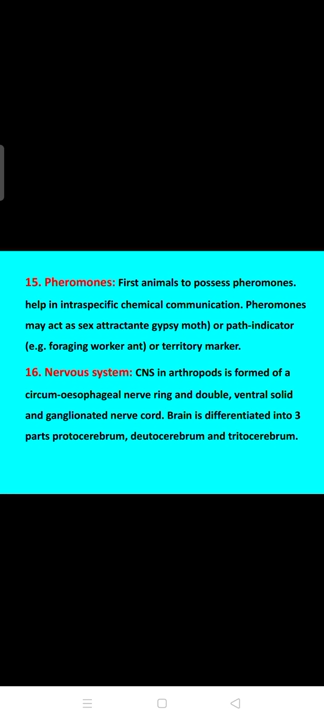 15. Pheromones: First animals to possess pheromones.
help in intraspecific chemical communication. Pheromones
may act as sex attractante gypsy moth) or path-indicator
(e.g. foraging worker ant) or territory marker.
16. Nervous system: CNS in arthropods is formed of a
circum-oesophageal nerve ring and double, ventral solid
and ganglionated nerve cord. Brain is differentiated into 3
parts protocerebrum, deutocerebrum and tritocerebrum.